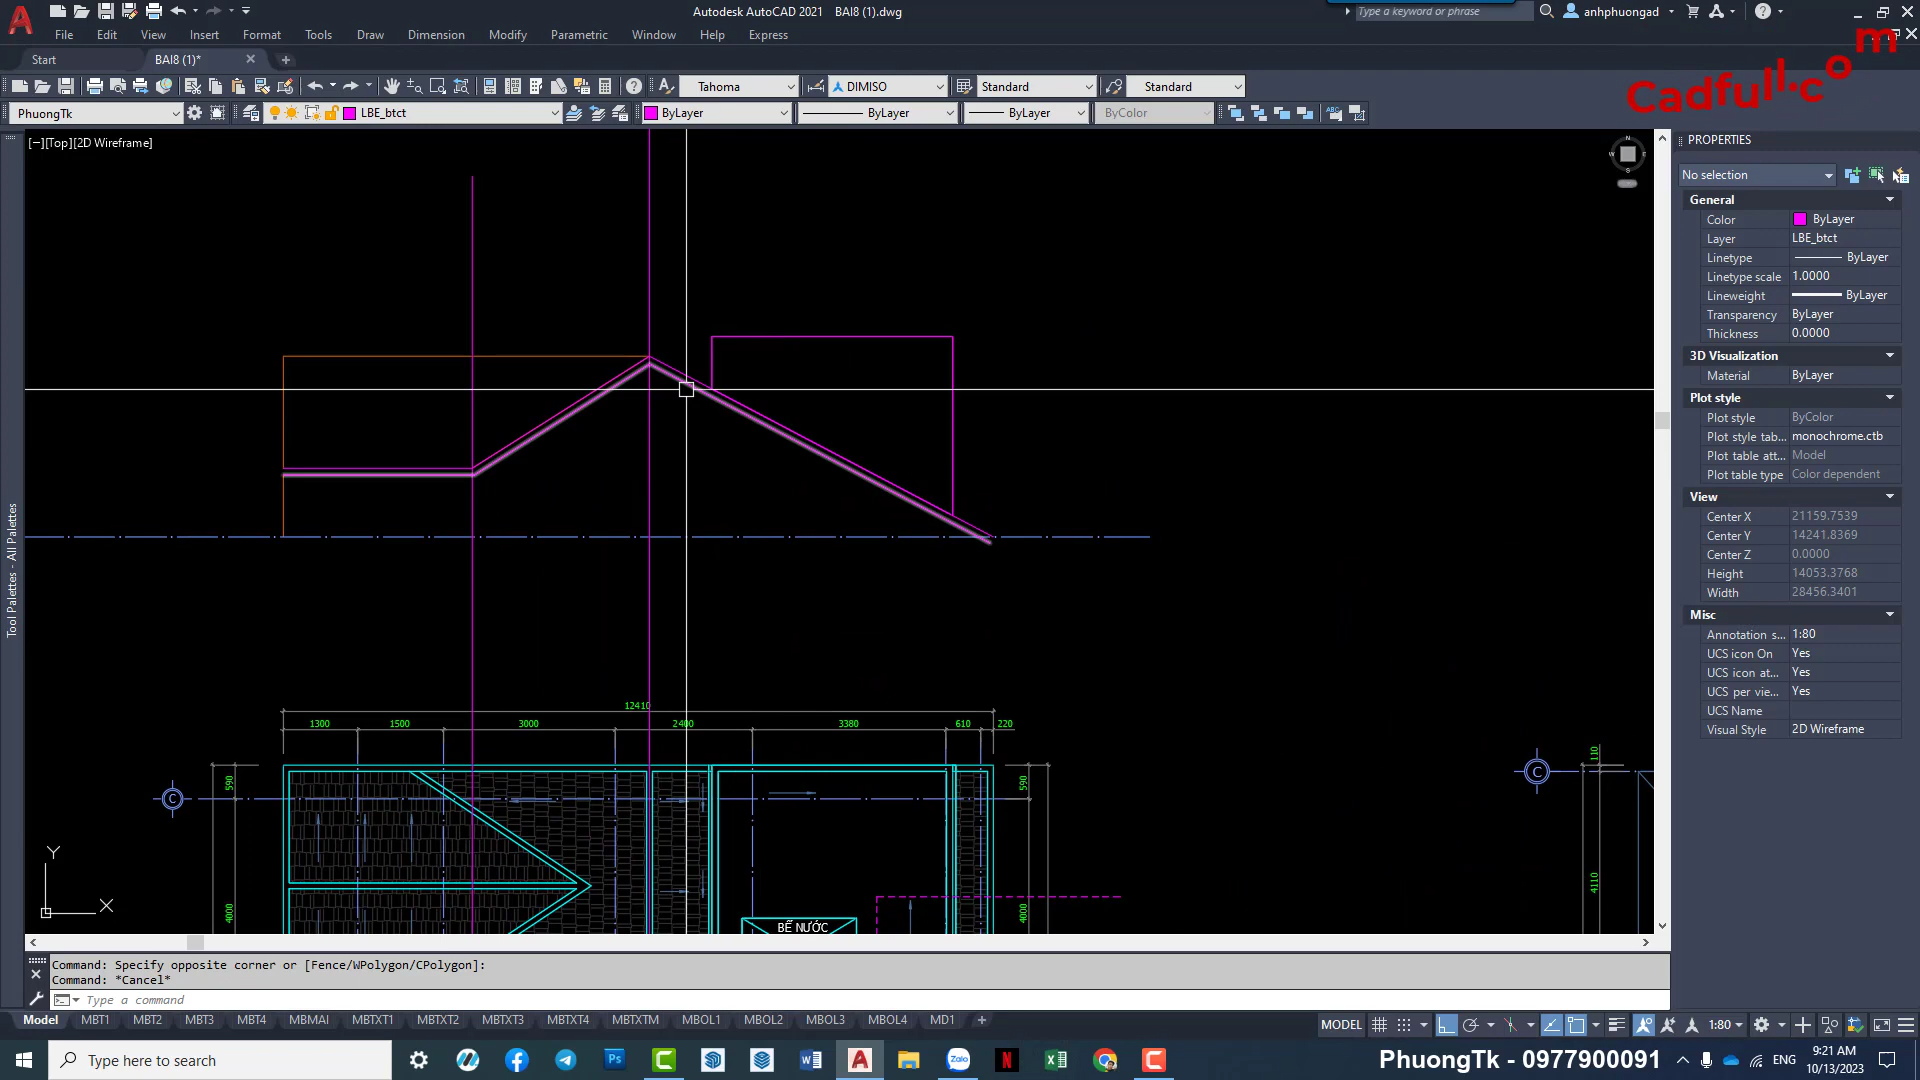 Autodesk AutoCAD 2021 BAI8 (1).dwg
Type a keyword or phrase
anhphuongad
File Edit View Insert Format Tools Draw Dimension Modify Parametric Window Help Express
Start
BAI8 (1)*
Cadfull.com
Tahoma
DIMISO
Standard
Standard
PhuongTk
LBE_btct
ByLayer
ByLayer
ByLayer
ByColor
[−][Top][2D Wireframe]
N
W
E
S
Tool Palettes - All Palettes
12410
1300
1500
3000
2400
3380
610
220
590
590
C
4000
4000
BỂ NƯỚC
C
110
4110
Y
X
PROPERTIES
No selection
General
Color ByLayer
Layer LBE_btct
Linetype ByLayer
Linetype scale 1.0000
Lineweight ByLayer
Transparency ByLayer
Thickness 0.0000
3D Visualization
Material ByLayer
Plot style
Plot style ByColor
Plot style tab... monochrome.ctb
Plot table att... Model
Plot table type Color dependent
View
Center X 21159.7539
Center Y 14241.8369
Center Z 0.0000
Height 14053.3768
Width 28456.3401
Misc
Annotation s... 1:80
UCS icon On Yes
UCS icon at... Yes
UCS per vie... Yes
UCS Name
Visual Style 2D Wireframe
Command: Specify opposite corner or [Fence/WPolygon/CPolygon]:
Command: *Cancel*
Type a command
Model MBT1 MBT2 MBT3 MBT4 MBMAI MBTXT1 MBTXT2 MBTXT3 MBTXT4 MBTXTM MBOL1 MBOL2 MBOL3 MBOL4 MD1
MODEL
1:80
Type here to search
PhuongTk - 0977900091
ENG
9:21 AM
10/13/2023